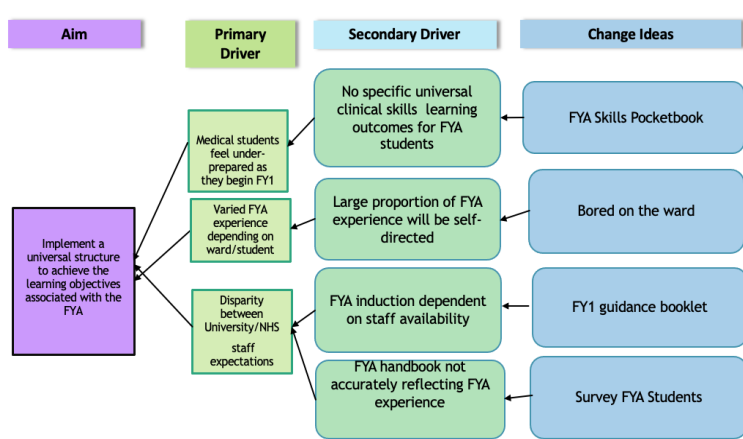 Aim
Primary
Driver
Secondary Driver
Change Ideas
Implement a
universal structure
to achieve the
learning objectives
associated with the
FYA
Medical students
feel under-
prepared as
they begin FY1
Varied FYA
experience
depending on
ward/student
Disparity
between
University/NHS
staff
expectations
No specific universal
clinical skills learning
outcomes for FYA
students
Large proportion of FYA
experience will be self-
directed
FYA induction dependent
on staff availability
FYA handbook not
accurately reflecting FYA
experience
FYA Skills Pocketbook
Bored on the ward
FY1 guidance booklet
Survey FYA Students